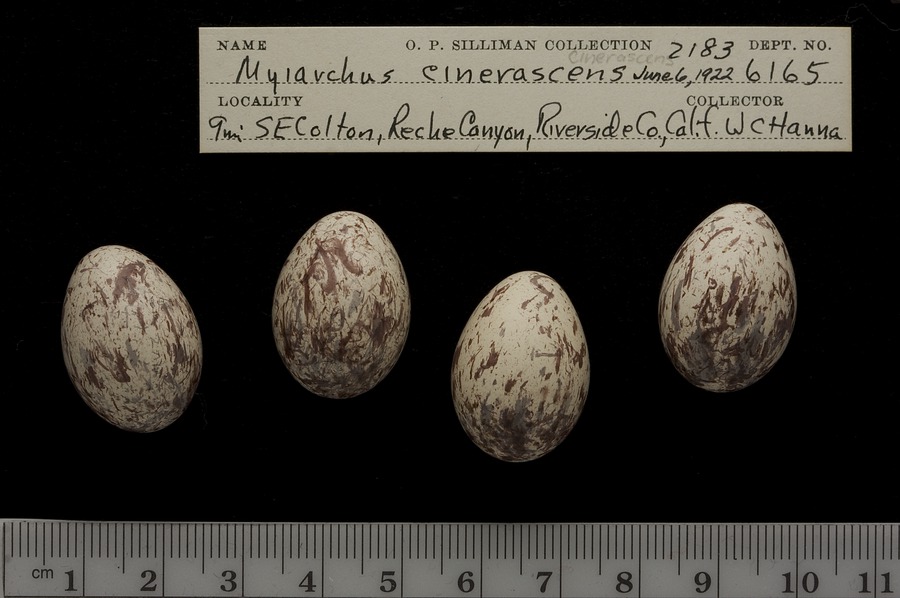 NAME O. P. SILLIMAN COLLECTION 2183 DEPT. NO.
cinerascens
Myiarchus cinerascens June 6, 1922 6165
LOCALITY COLLECTOR
9mi SE Colton, Reche Canyon, Riverside Co., Calif. W C Hanna
cm 1 2 3 4 5 6 7 8 9 10 11